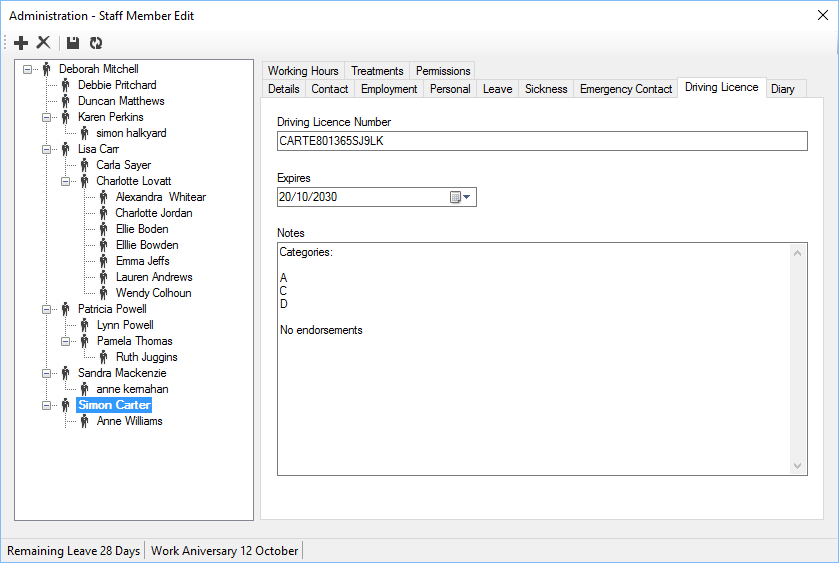 Administration - Staff Member Edit
Deborah Mitchell
Debbie Pritchard
Duncan Matthews
Karen Perkins
simon halkyard
Lisa Carr
Carla Sayer
Charlotte Lovatt
Alexandra Whitear
Charlotte Jordan
Ellie Boden
Elllie Bowden
Emma Jeffs
Lauren Andrews
Wendy Colhoun
Patricia Powell
Lynn Powell
Pamela Thomas
Ruth Juggins
Sandra Mackenzie
anne kernahan
Simon Carter
Anne Williams
Working Hours Treatments Permissions
Details Contact Employment Personal Leave Sickness Emergency Contact Driving Licence Diary
Driving Licence Number
CARTE801365SJ9LK
Expires
20/10/2030
Notes
Categories:
A
C
D
No endorsements
Remaining Leave 28 Days Work Aniversary 12 October